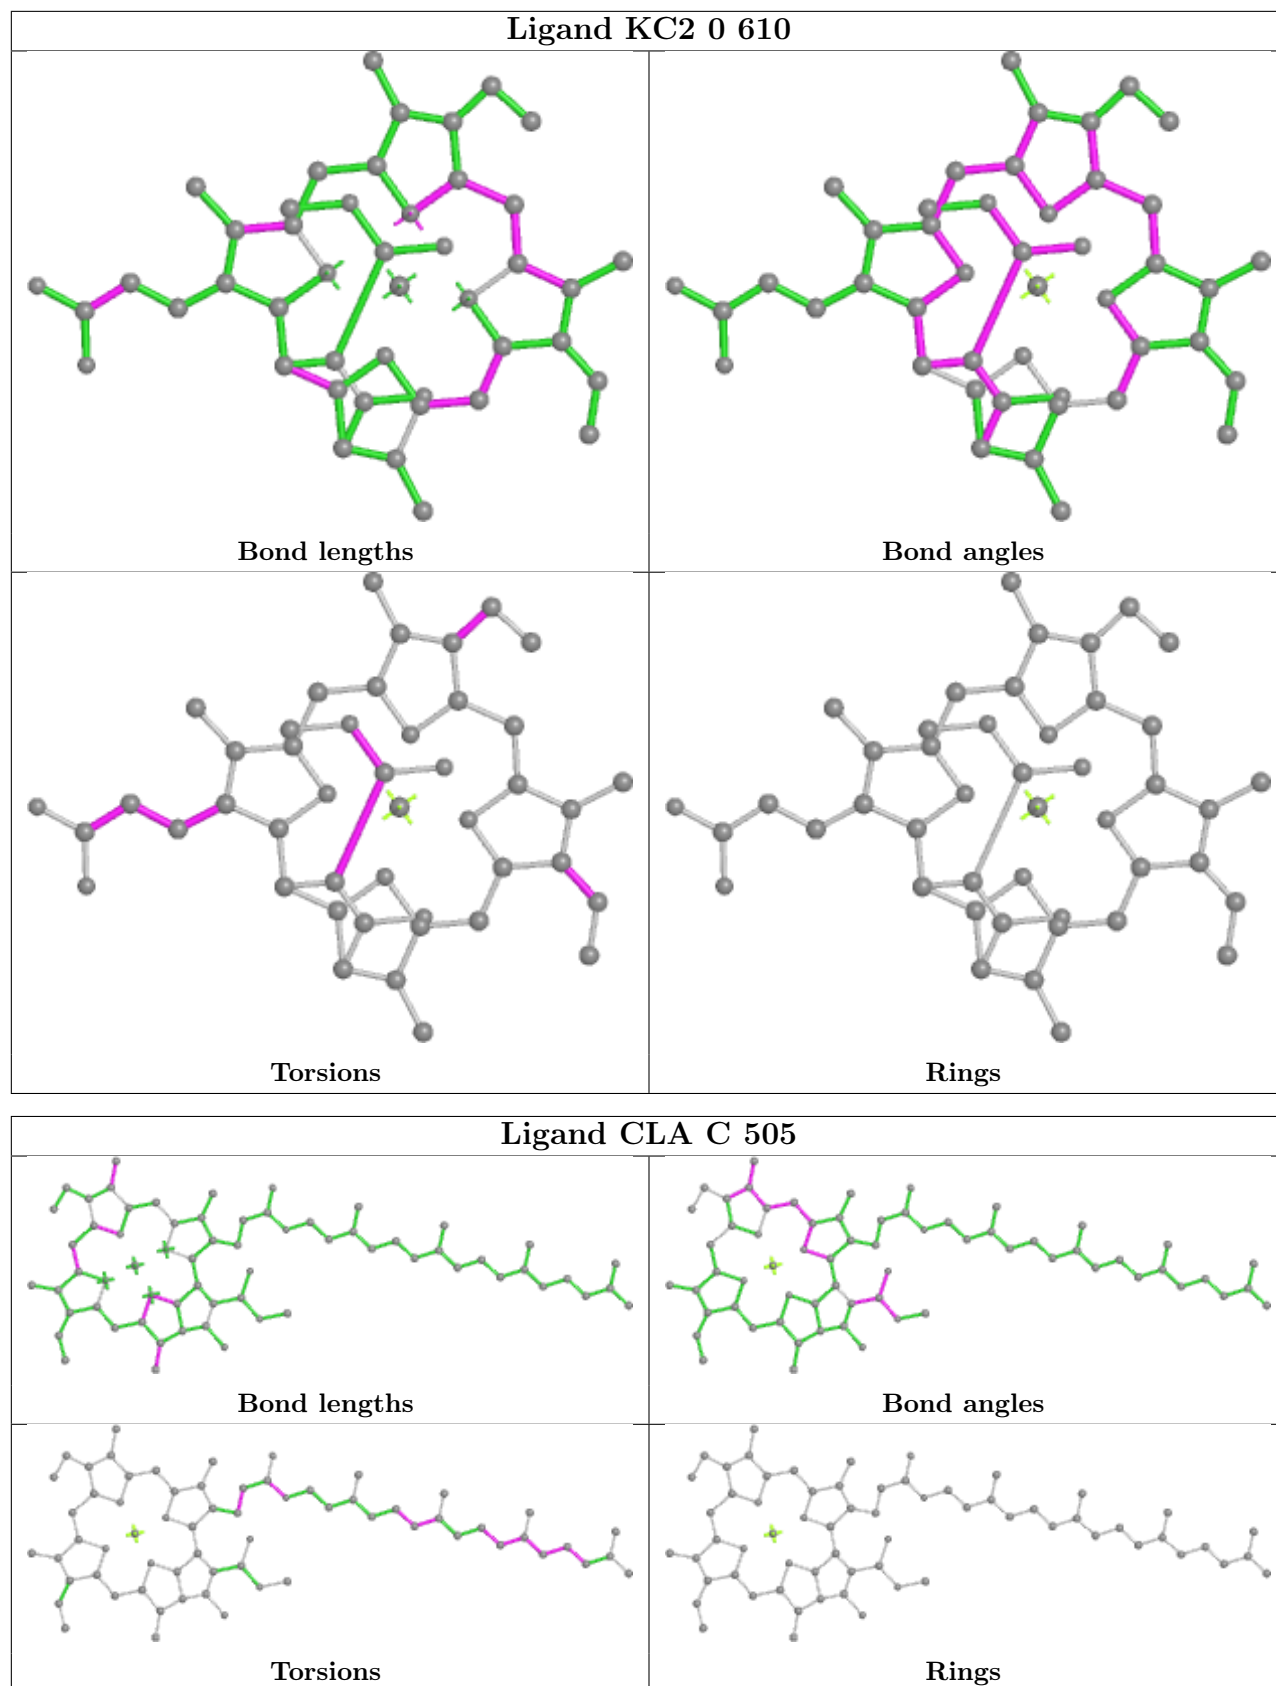 Ligand KC2 0 610
Bond lengths
Bond angles
Torsions
Rings
Ligand CLA C 505
Bond lengths
Bond angles
Torsions
Rings